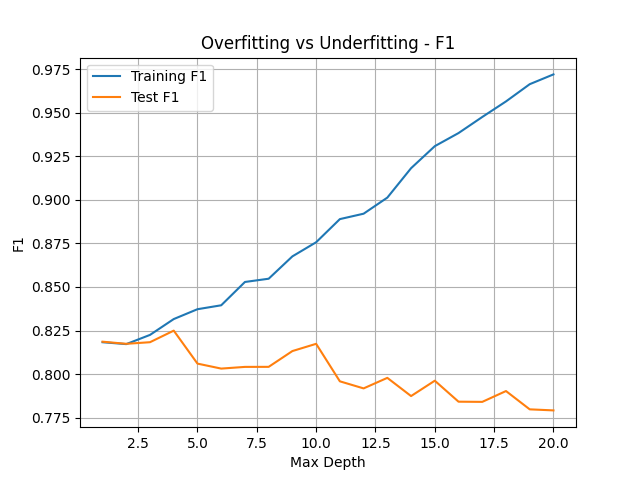 Overfitting vs Underfitting - F1
Training F1
Test F1
0.975
0.950
0.925
0.900
0.875
0.850
0.825
0.800
0.775
F1
2.5 5.0 7.5 10.0 12.5 15.0 17.5 20.0
Max Depth